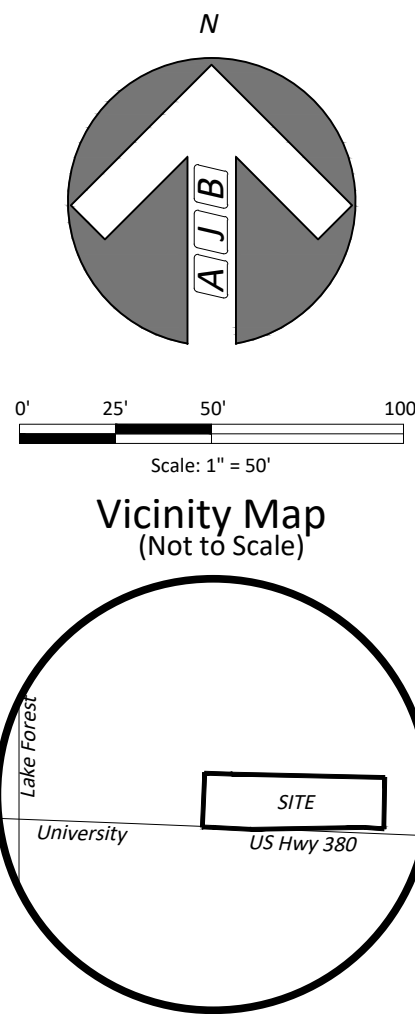 N
A J B
0' 25' 50' 100
Scale: 1" = 50'
Vicinity Map
(Not to Scale)
Lake Forest
SITE
University
US Hwy 380